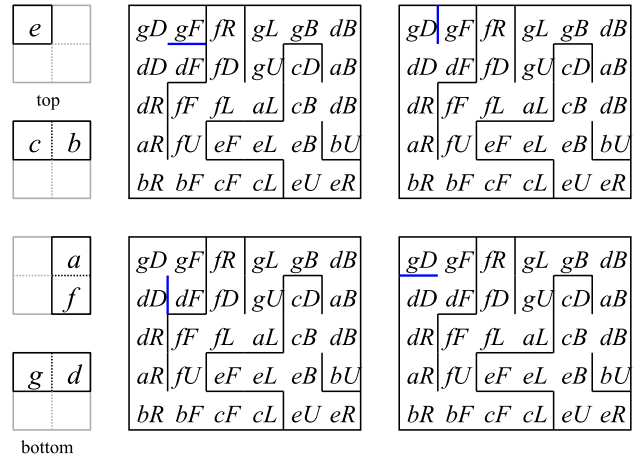 e
top
c b
a
f
g d
bottom
gD gF fR gL gB dB
dD dF fD gU cD aB
dR fF fL aL cB dB
aR fU eF eL eB bU
bR bF cF cL eU eR
gD gF fR gL gB dB
dD dF fD gU cD aB
dR fF fL aL cB dB
aR fU eF eL eB bU
bR bF cF cL eU eR
gD gF fR gL gB dB
dD dF fD gU cD aB
dR fF fL aL cB dB
aR fU eF eL eB bU
bR bF cF cL eU eR
gD gF fR gL gB dB
dD dF fD gU cD aB
dR fF fL aL cB dB
aR fU eF eL eB bU
bR bF cF cL eU eR